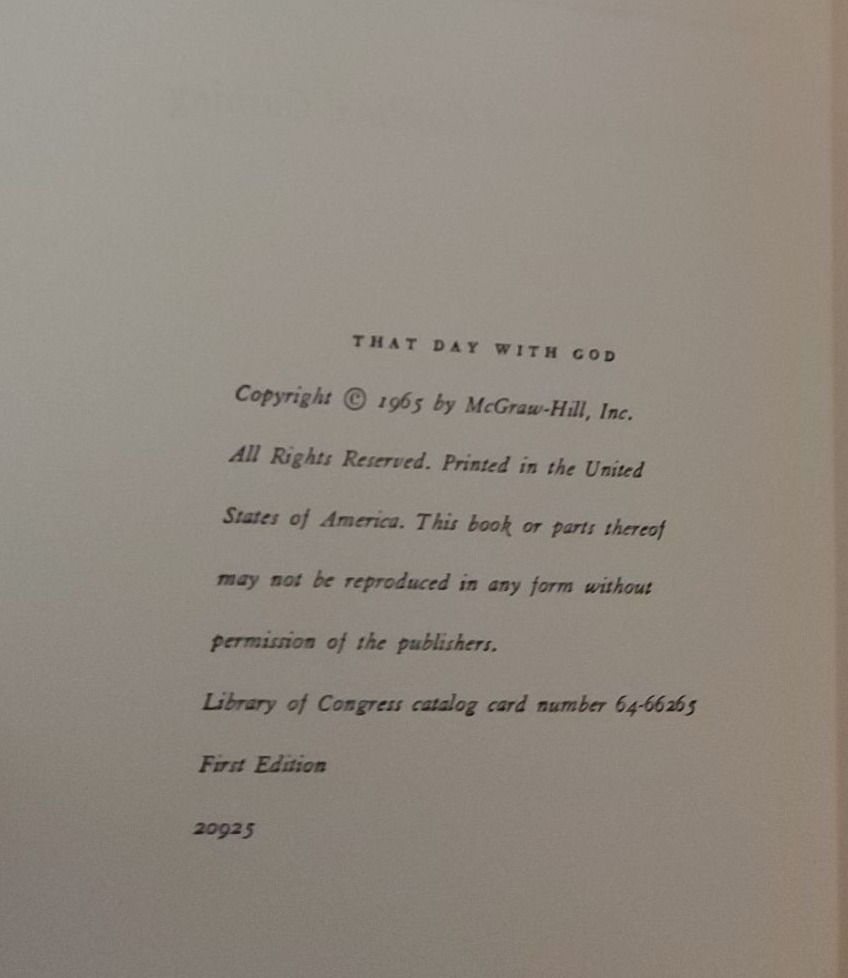 THAT DAY WITH GOD
Copyright © 1965 by McGraw-Hill, Inc.
All Rights Reserved. Printed in the United
States of America. This book or parts thereof
may not be reproduced in any form without
permission of the publishers.
Library of Congress catalog card number 64-66265
First Edition
20925